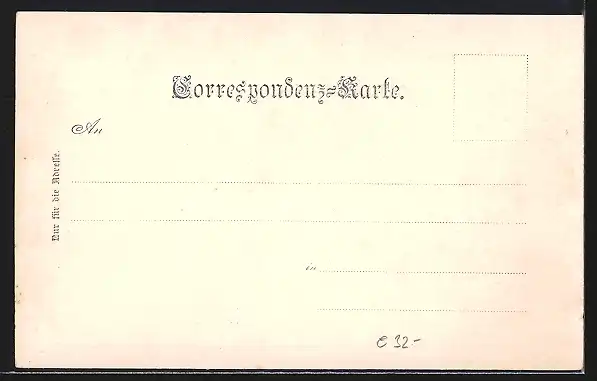 Correspondenz-Karte.
An
Nur für die Adresse.
in
€ 32-